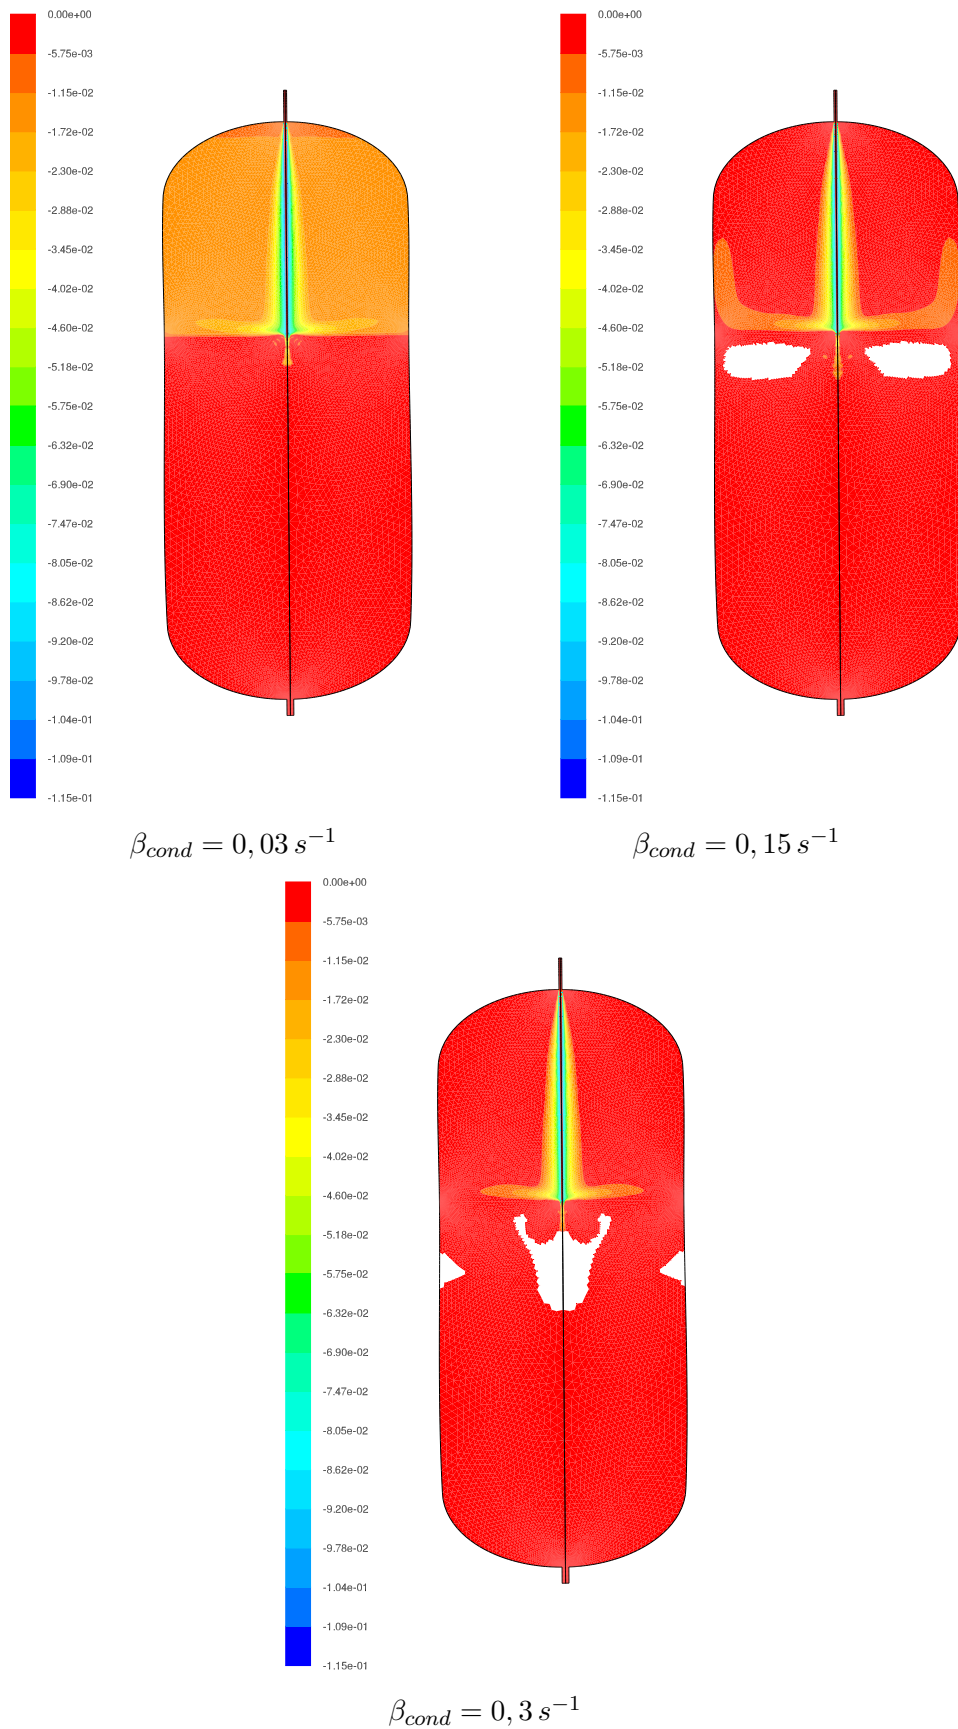 0.00e+00
-5.75e-03
-1.15e-02
-1.72e-02
-2.30e-02
-2.88e-02
-3.45e-02
-4.02e-02
-4.60e-02
-5.18e-02
-5.75e-02
-6.32e-02
-6.90e-02
-7.47e-02
-8.05e-02
-8.62e-02
-9.20e-02
-9.78e-02
-1.04e-01
-1.09e-01
-1.15e-01
β_{cond} = 0, 03 s^{-1}
0.00e+00
-5.75e-03
-1.15e-02
-1.72e-02
-2.30e-02
-2.88e-02
-3.45e-02
-4.02e-02
-4.60e-02
-5.18e-02
-5.75e-02
-6.32e-02
-6.90e-02
-7.47e-02
-8.05e-02
-8.62e-02
-9.20e-02
-9.78e-02
-1.04e-01
-1.09e-01
-1.15e-01
β_{cond} = 0, 15 s^{-1}
0.00e+00
-5.75e-03
-1.15e-02
-1.72e-02
-2.30e-02
-2.88e-02
-3.45e-02
-4.02e-02
-4.60e-02
-5.18e-02
-5.75e-02
-6.32e-02
-6.90e-02
-7.47e-02
-8.05e-02
-8.62e-02
-9.20e-02
-9.78e-02
-1.04e-01
-1.09e-01
-1.15e-01
β_{cond} = 0, 3 s^{-1}